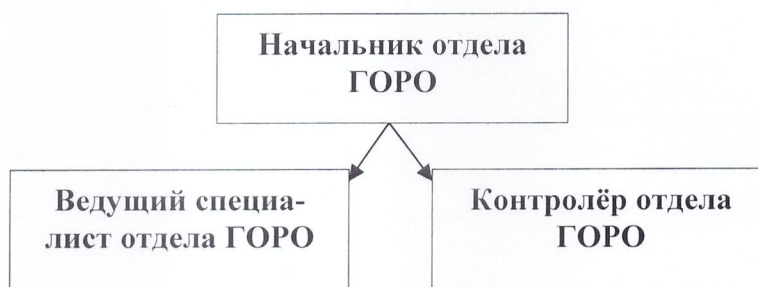 Начальник отдела
ГОРО
Ведущий специа-
лист отдела ГОРО
Контролёр отдела
ГОРО